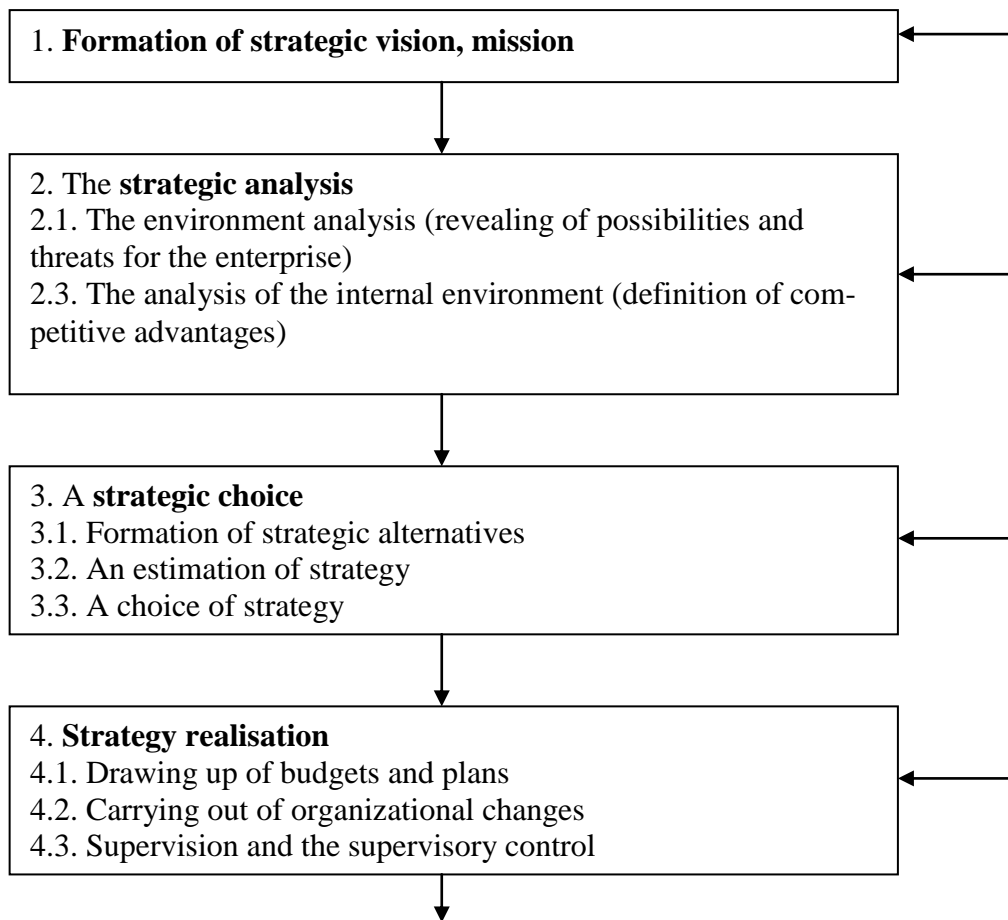 1. Formation of strategic vision, mission
2. The strategic analysis
2.1. The environment analysis (revealing of possibilities and
threats for the enterprise)
2.3. The analysis of the internal environment (definition of com-
petitive advantages)
3. A strategic choice
3.1. Formation of strategic alternatives
3.2. An estimation of strategy
3.3. A choice of strategy
4. Strategy realisation
4.1. Drawing up of budgets and plans
4.2. Carrying out of organizational changes
4.3. Supervision and the supervisory control